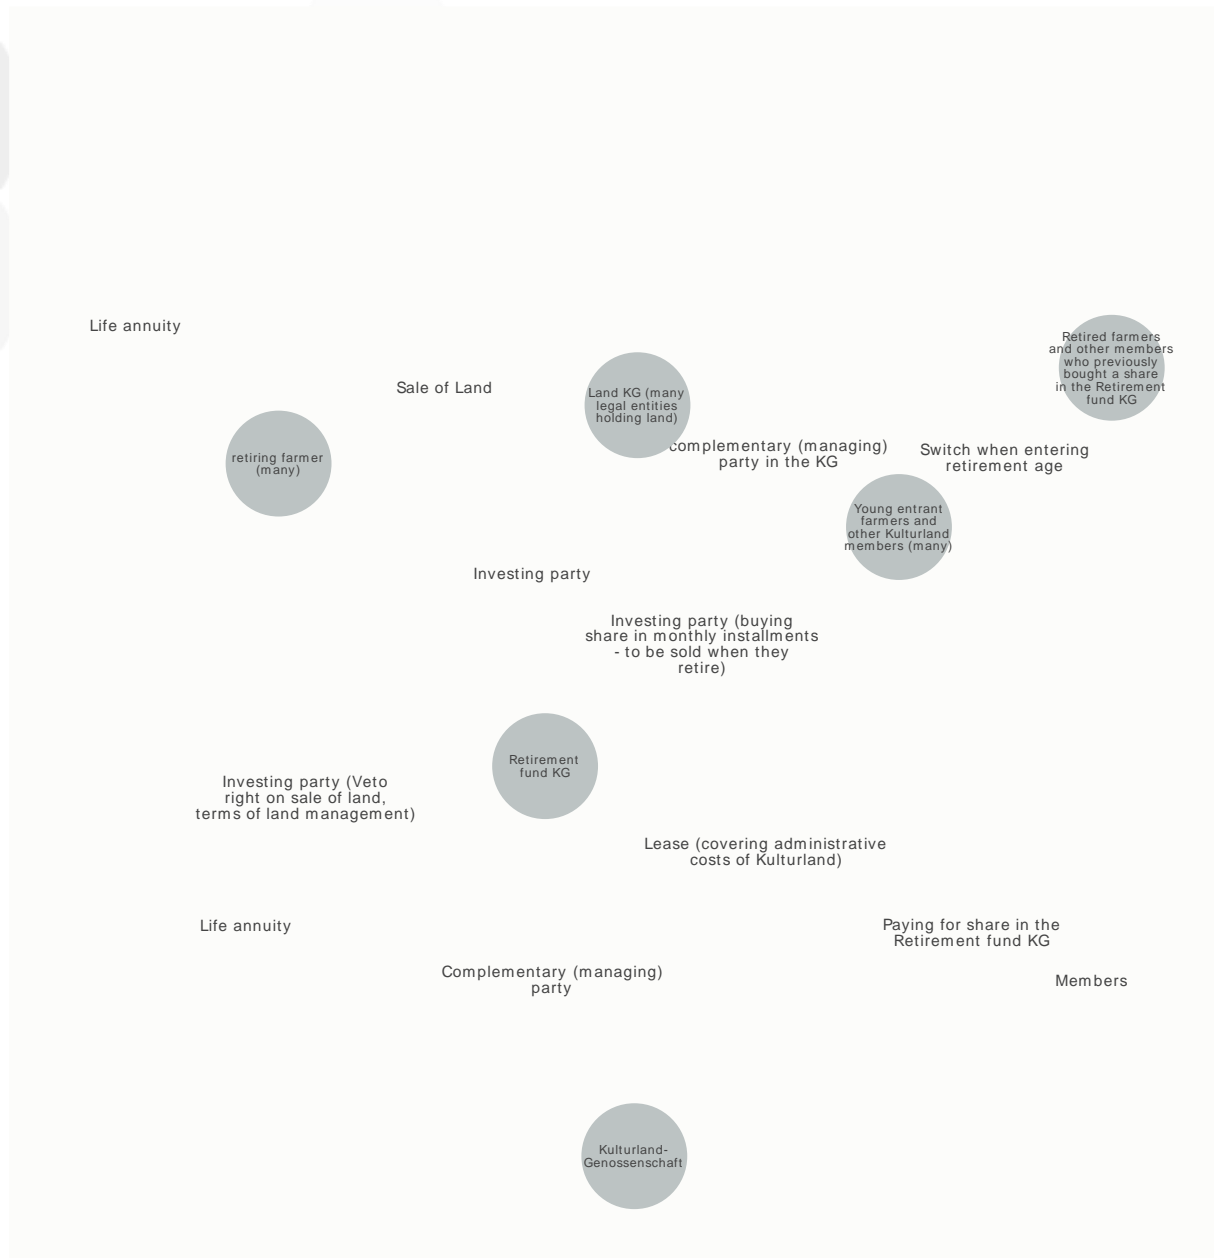 Life annuity
Retired farmers
and other members
who previously
bought a share
in the Retirement
fund KG
Sale of Land
Land KG (many
legal entities
holding land)
complementary (managing)
party in the KG
Switch when entering
retirement age
retiring farmer
(many)
Young entrant
farmers and
other Kulturland
members (many)
Investing party
Investing party (buying
share in monthly installments
- to be sold when they
retire)
Retirement
fund KG
Investing party (Veto
right on sale of land,
terms of land management)
Lease (covering administrative
costs of Kulturland)
Life annuity
Paying for share in the
Retirement fund KG
Complementary (managing)
party
Members
Kulturland-
Genossenschaft